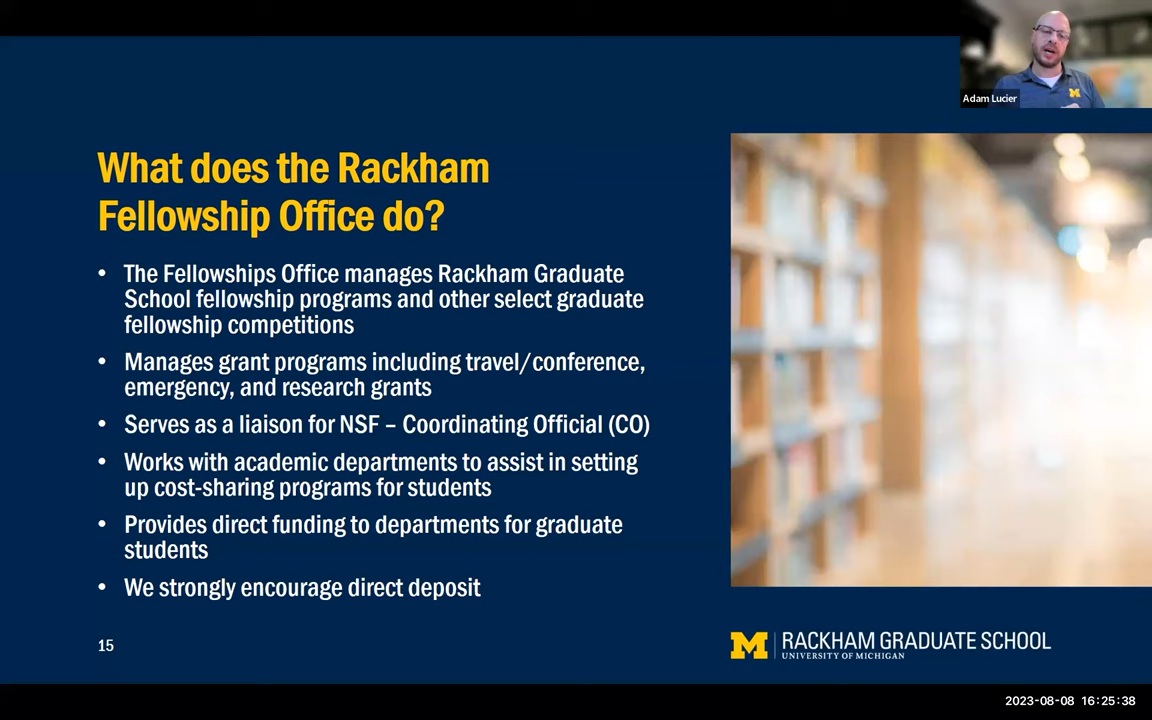 Adam Lucier
What does the Rackham
Fellowship Office do?
• The Fellowships Office manages Rackham Graduate
School fellowship programs and other select graduate
fellowship competitions
• Manages grant programs including travel/conference,
emergency, and research grants
• Serves as a liaison for NSF – Coordinating Official (CO)
• Works with academic departments to assist in setting
up cost-sharing programs for students
• Provides direct funding to departments for graduate
students
• We strongly encourage direct deposit
15
M RACKHAM GRADUATE SCHOOL
UNIVERSITY OF MICHIGAN
2023-08-08 16:25:38